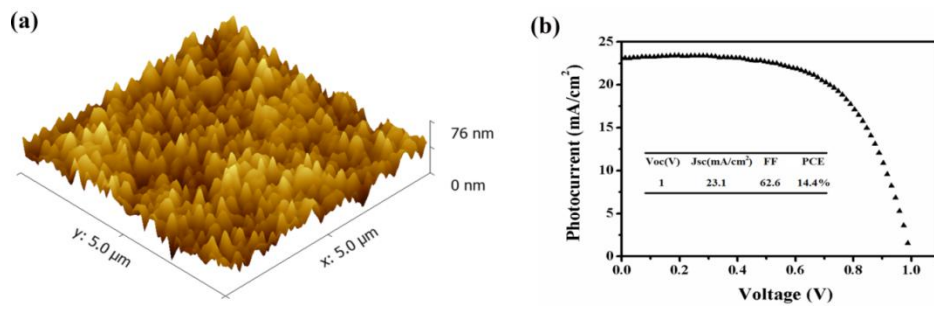 (a)
76 nm
0 nm
y: 5.0 µm
x: 5.0 µm
(b)
Photocurrent (mA/cm²)
25
20
15
10
5
0
Voc(V) Jsc(mA/cm²) FF PCE
1 23.1 62.6 14.4%
0.0 0.2 0.4 0.6 0.8 1.0
Voltage (V)